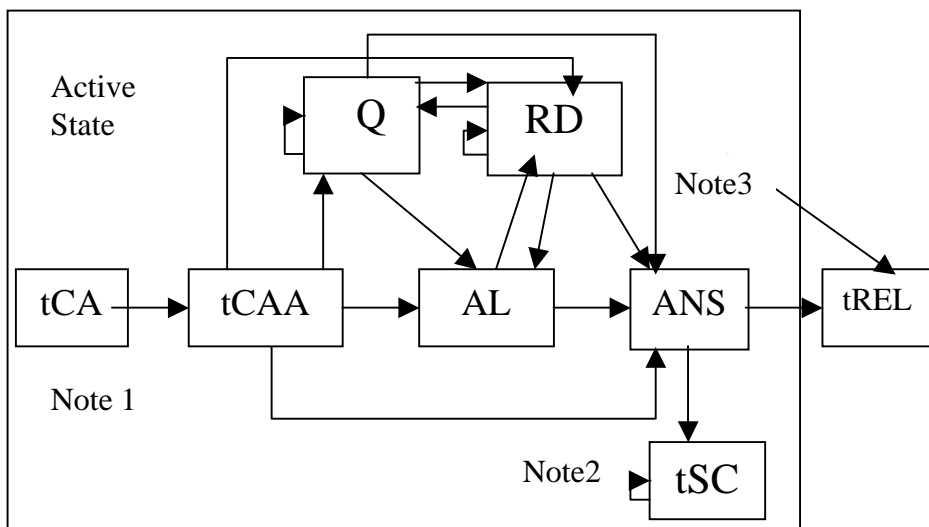 Active
State
Q
RD
Note3
tCA
tCAA
AL
ANS
tREL
Note 1
Note2
tSC